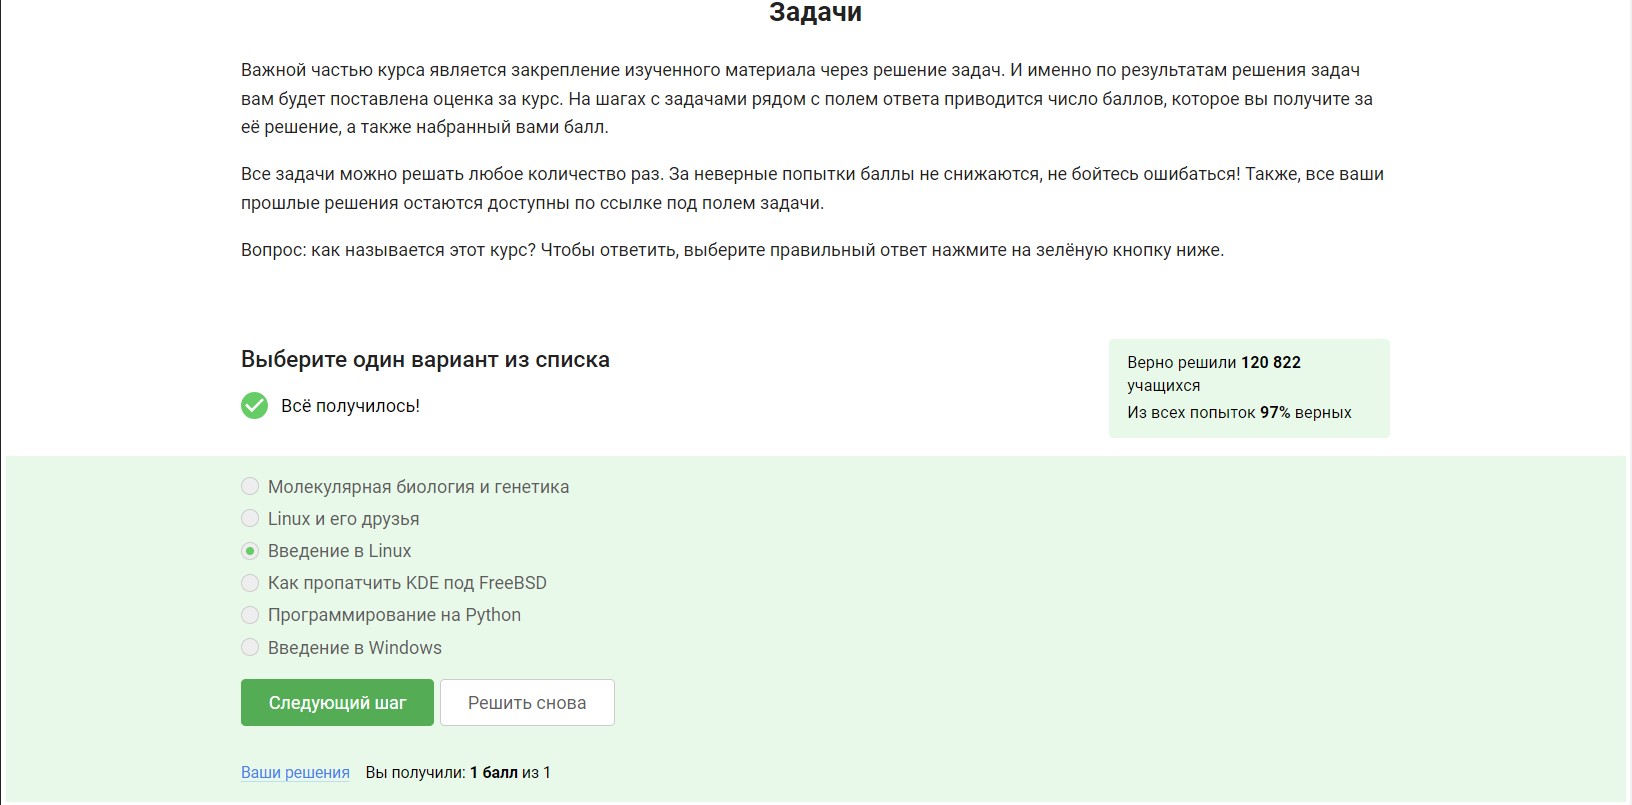 Задачи
Важной частью курса является закрепление изученного материала через решение задач. И именно по результатам решения задач
вам будет поставлена оценка за курс. На шагах с задачами рядом с полем ответа приводится число баллов, которое вы получите за
её решение, а также набранный вами балл.
Все задачи можно решать любое количество раз. За неверные попытки баллы не снижаются, не бойтесь ошибаться! Также, все ваши
прошлые решения остаются доступны по ссылке под полем задачи.
Вопрос: как называется этот курс? Чтобы ответить, выберите правильный ответ нажмите на зелёную кнопку ниже.
Выберите один вариант из списка
Всё получилось!
Верно решили 120 822
учащихся
Из всех попыток 97% верных
Молекулярная биология и генетика
Linux и его друзья
Введение в Linux
Как пропатчить KDE под FreeBSD
Программирование на Python
Введение в Windows
Следующий шаг
Решить снова
Ваши решения Вы получили: 1 балл из 1